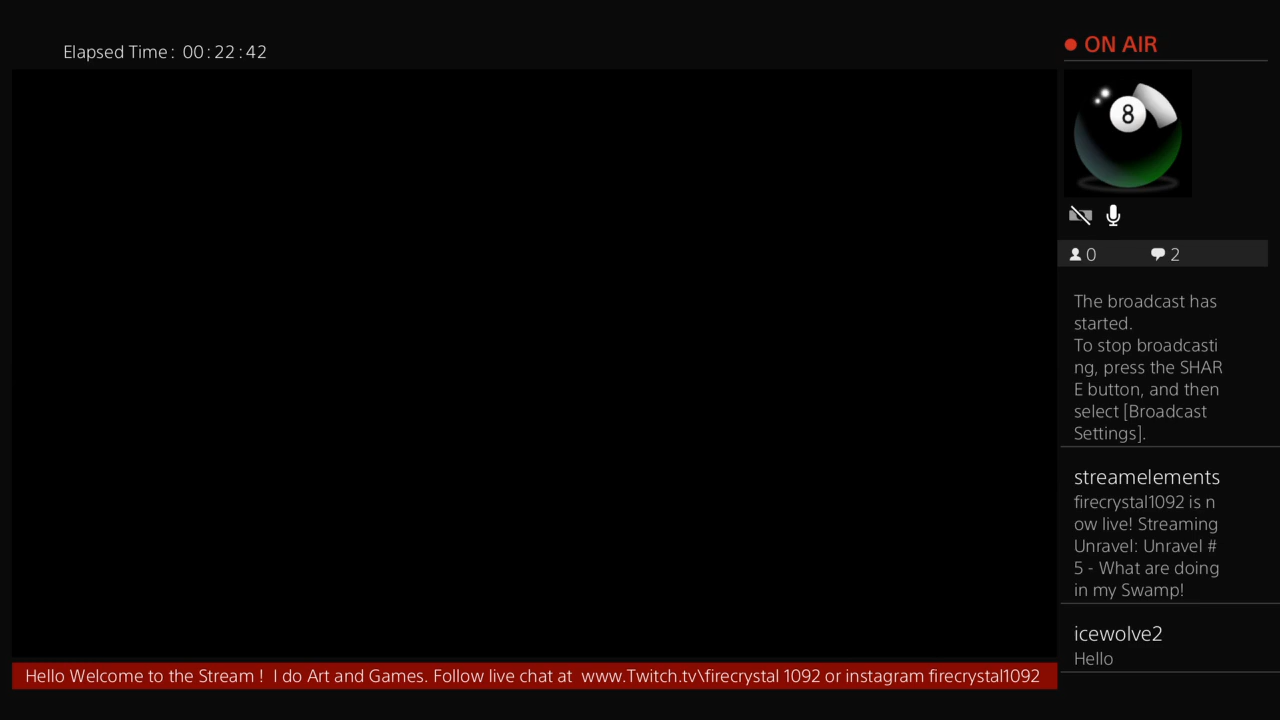 Elapsed Time: 00:22:42
ON AIR
8
0 2
The broadcast has
started.
To stop broadcasti
ng, press the SHAR
E button, and then
select [Broadcast
Settings].
streamelements
firecrystal1092 is n
ow live! Streaming
Unravel: Unravel #
5 - What are doing
in my Swamp!
icewolve2
Hello
Hello Welcome to the Stream ! I do Art and Games. Follow live chat at www.Twitch.tv\firecrystal 1092 or instagram firecrystal1092